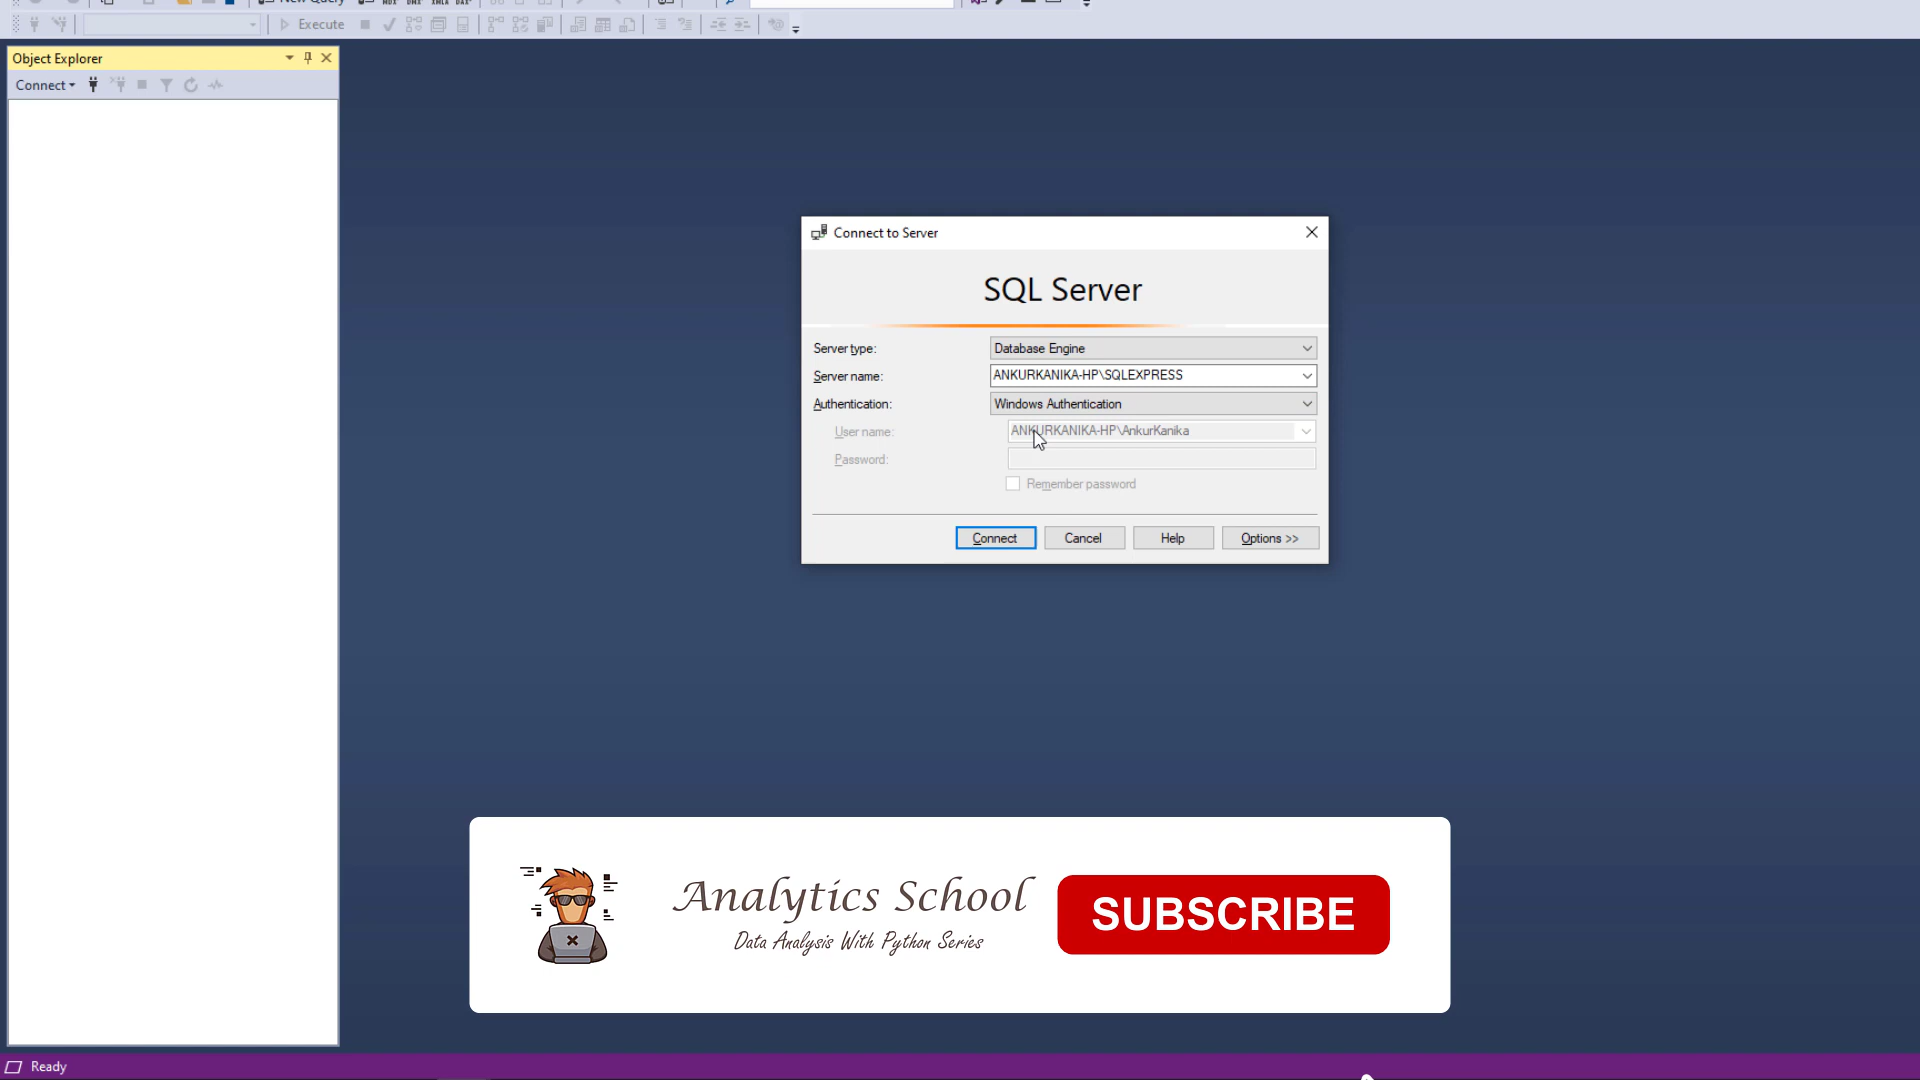 New Query
Execute
Object Explorer
Connect
Connect to Server
SQL Server
Server type:
Database Engine
Server name:
ANKURKANIKA-HP\SQLEXPRESS
Authentication:
Windows Authentication
User name:
ANKURKANIKA-HP\AnkurKanika
Password:
Remember password
Connect
Cancel
Help
Options >>
Analytics School
Data Analysis With Python Series
SUBSCRIBE
Ready